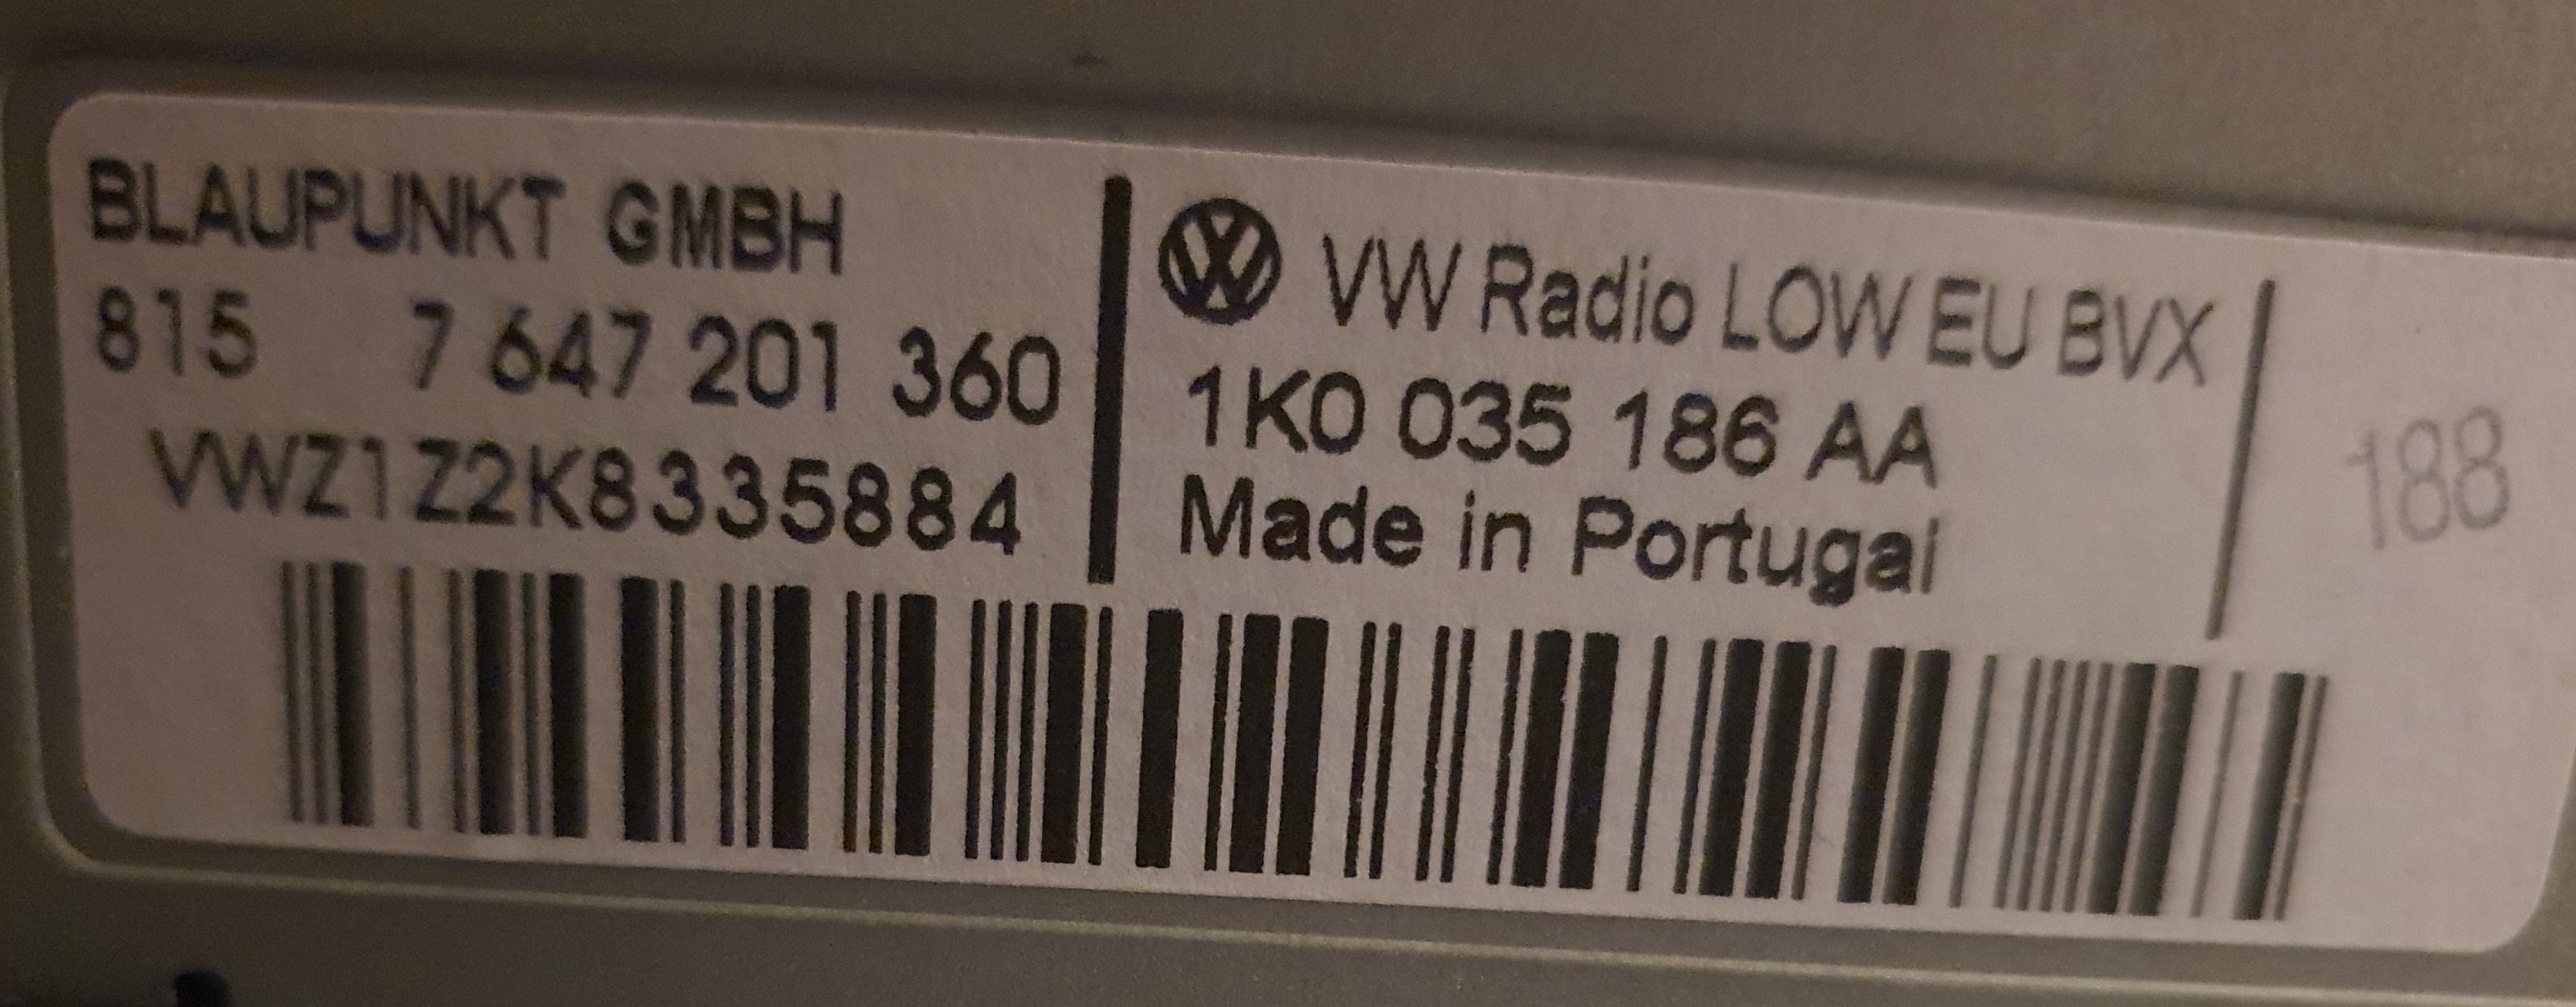 BLAUPUNKT GMBH
815 7 647 201 360
VWZ1Z2K8335884
VW Radio LOW EU BVX
1K0 035 186 AA
Made in Portugal
188